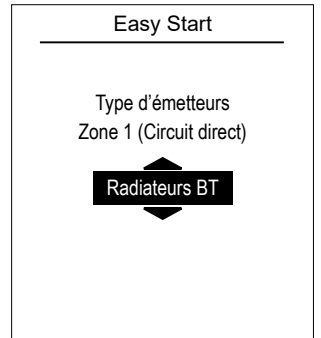 Easy Start
Type d’émetteurs
Zone 1 (Circuit direct)
Radiateurs BT